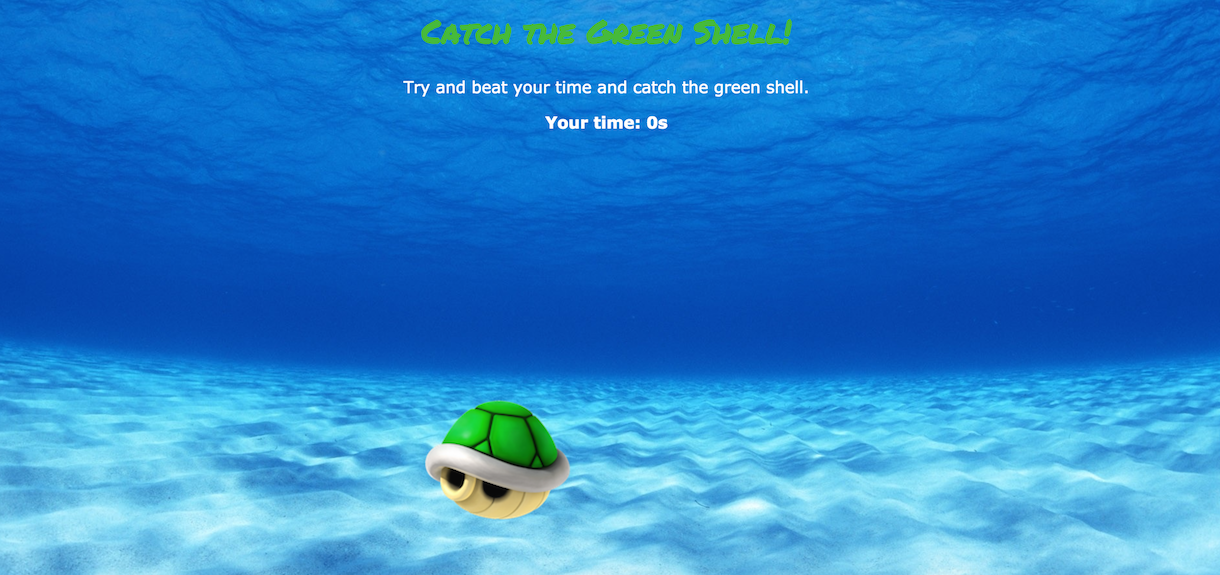 Catch the Green Shell!
Try and beat your time and catch the green shell.
Your time: 0s